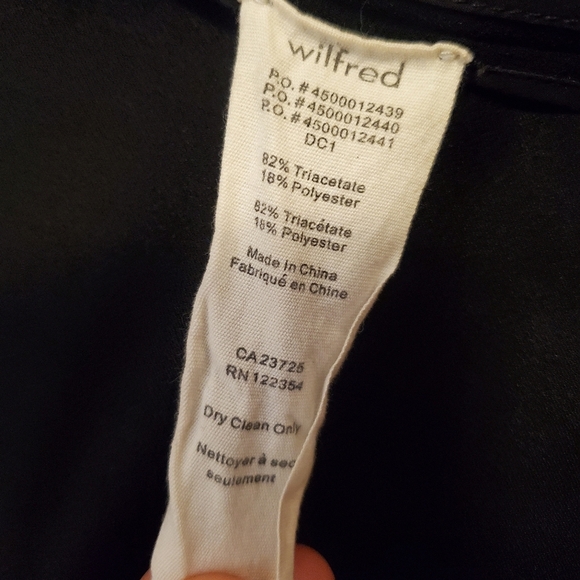 wilfred
P.O. #4500012439
P.O. #4500012440
P.O. #4500012441
DC1
82% Triacetate
18% Polyester
82% Triacétate
18% Polyester
Made in China
Fabriqué en Chine
CA23725
RN122354
Dry Clean Only
Nettoyer à sec
seulement